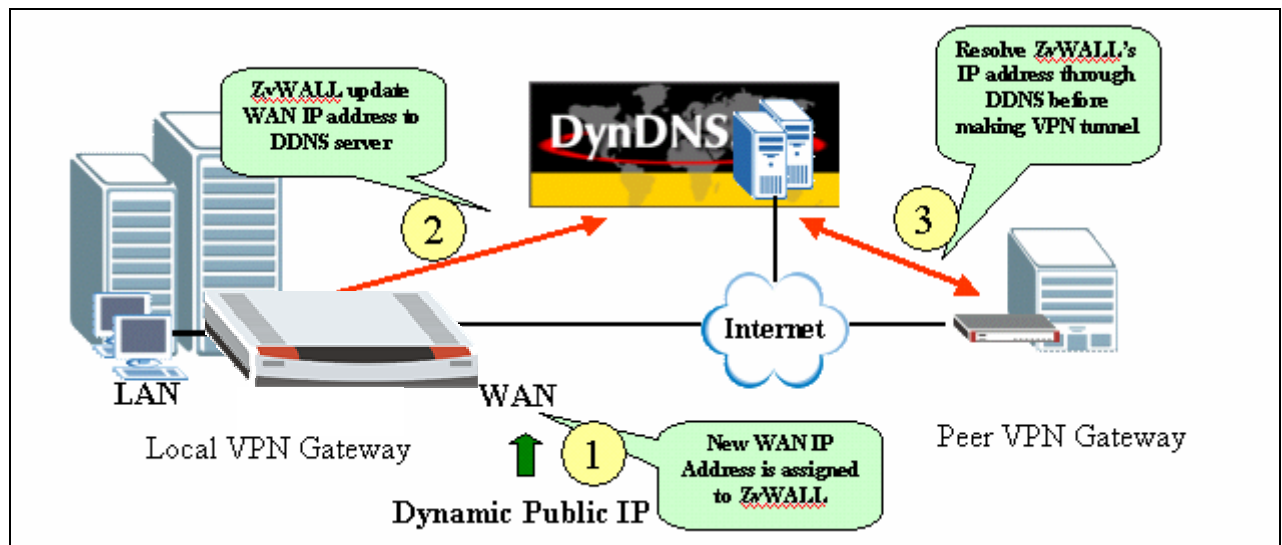 ZyWALL update
WAN IP address to
DDNS server
DynDNS
Resolve ZyWALL's
IP address through
DDNS before
making VPN tunnel
2
3
Internet
LAN
WAN
Local VPN Gateway
Peer VPN Gateway
1
New WAN IP
Address is assigned
to ZyWALL
Dynamic Public IP